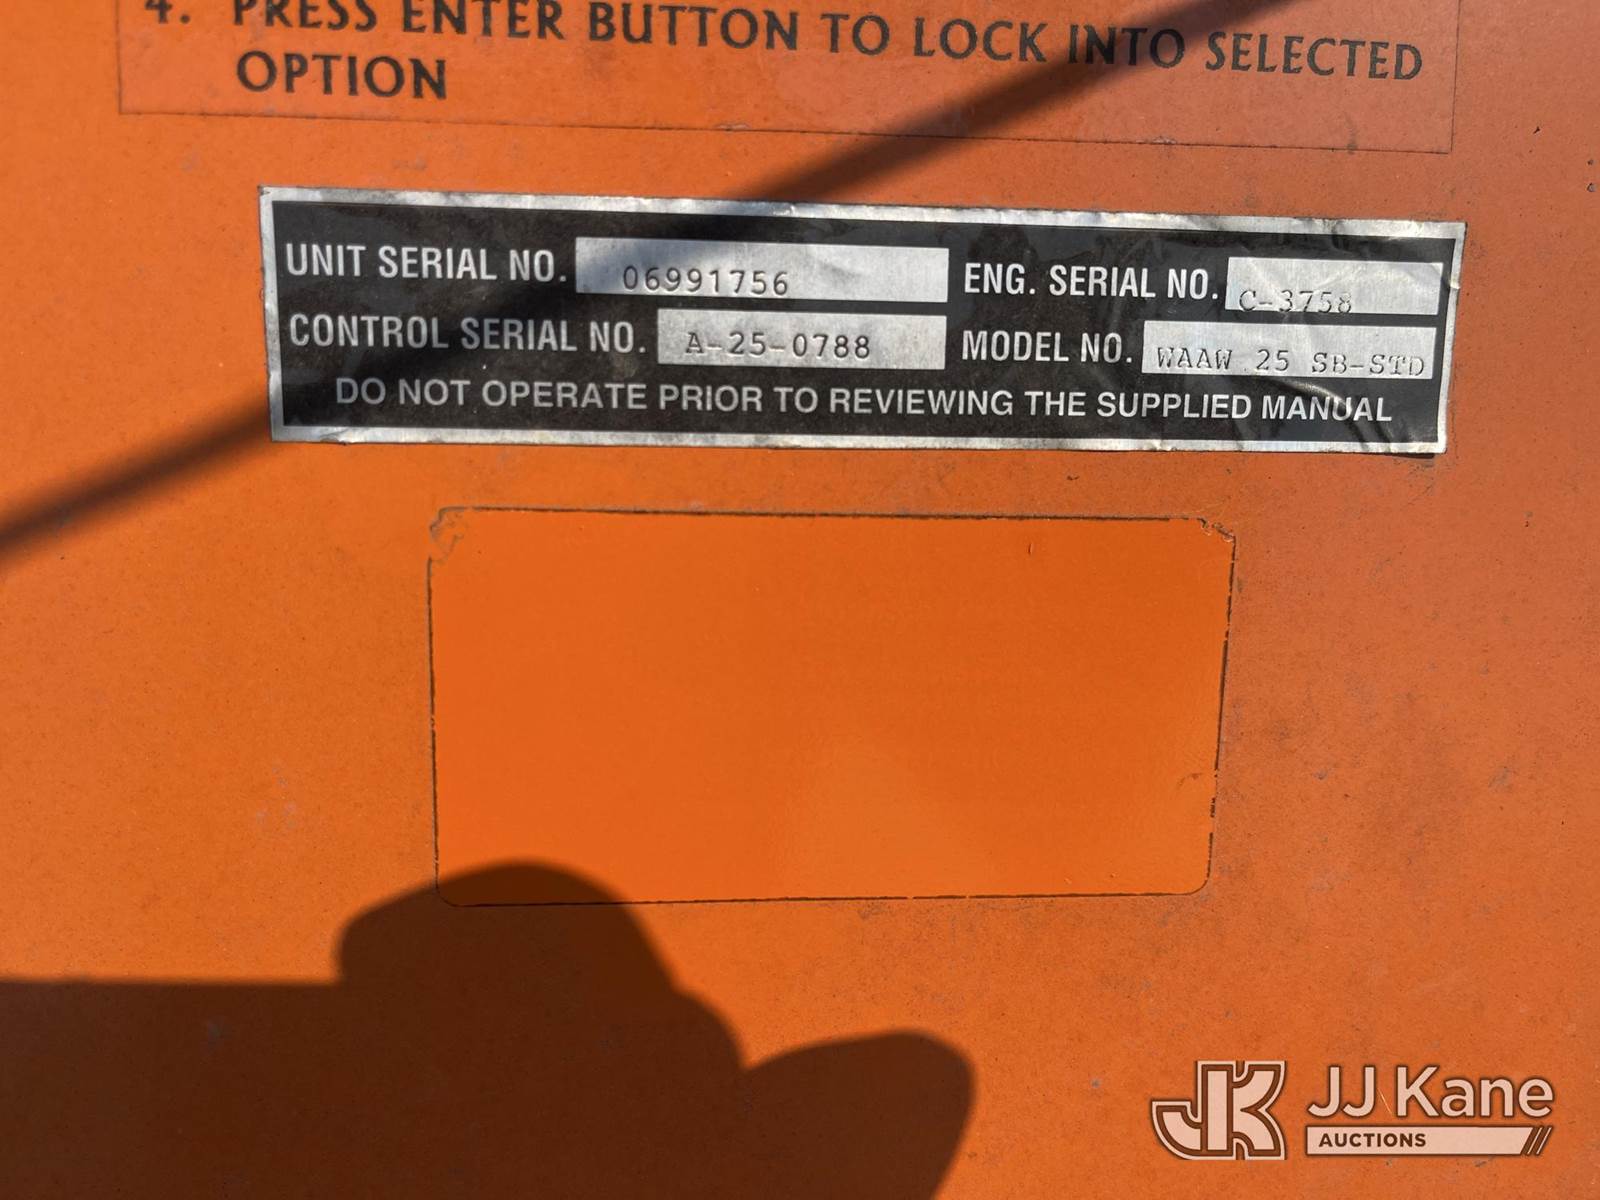 4. PRESS ENTER BUTTON TO LOCK INTO SELECTED
OPTION
UNIT SERIAL NO. 06991756
ENG. SERIAL NO. C-3758
CONTROL SERIAL NO. A-25-0788
MODEL NO. WAAW 25 SB-STD
DO NOT OPERATE PRIOR TO REVIEWING THE SUPPLIED MANUAL
JK JJ Kane
AUCTIONS